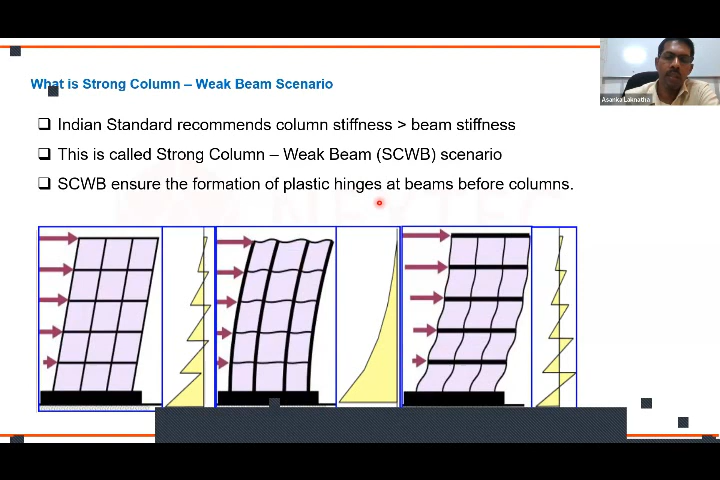 What is Strong Column – Weak Beam Scenario
Asanka Laknatha
Indian Standard recommends column stiffness > beam stiffness
This is called Strong Column – Weak Beam (SCWB) scenario
SCWB ensure the formation of plastic hinges at beams before columns.